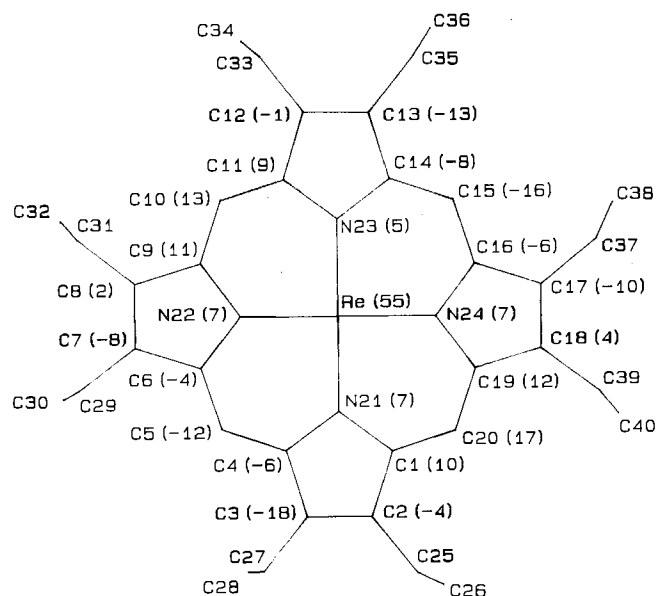 C34
C36
C33
C35
C12 (-1)
C13 (-13)
C11 (9)
C14 (-8)
C10 (13)
C15 (-16)
C38
C32
C31
N23 (5)
C9 (11)
C16 (-6)
C37
C8 (2)
C17 (-10)
N22 (7)
Re (55)
N24 (7)
C7 (-8)
C18 (4)
C6 (-4)
C19 (12)
C30
C29
N21 (7)
C39
C40
C5 (-12)
C20 (17)
C4 (-6)
C1 (10)
C3 (-18)
C2 (-4)
C27
C25
C28
C26